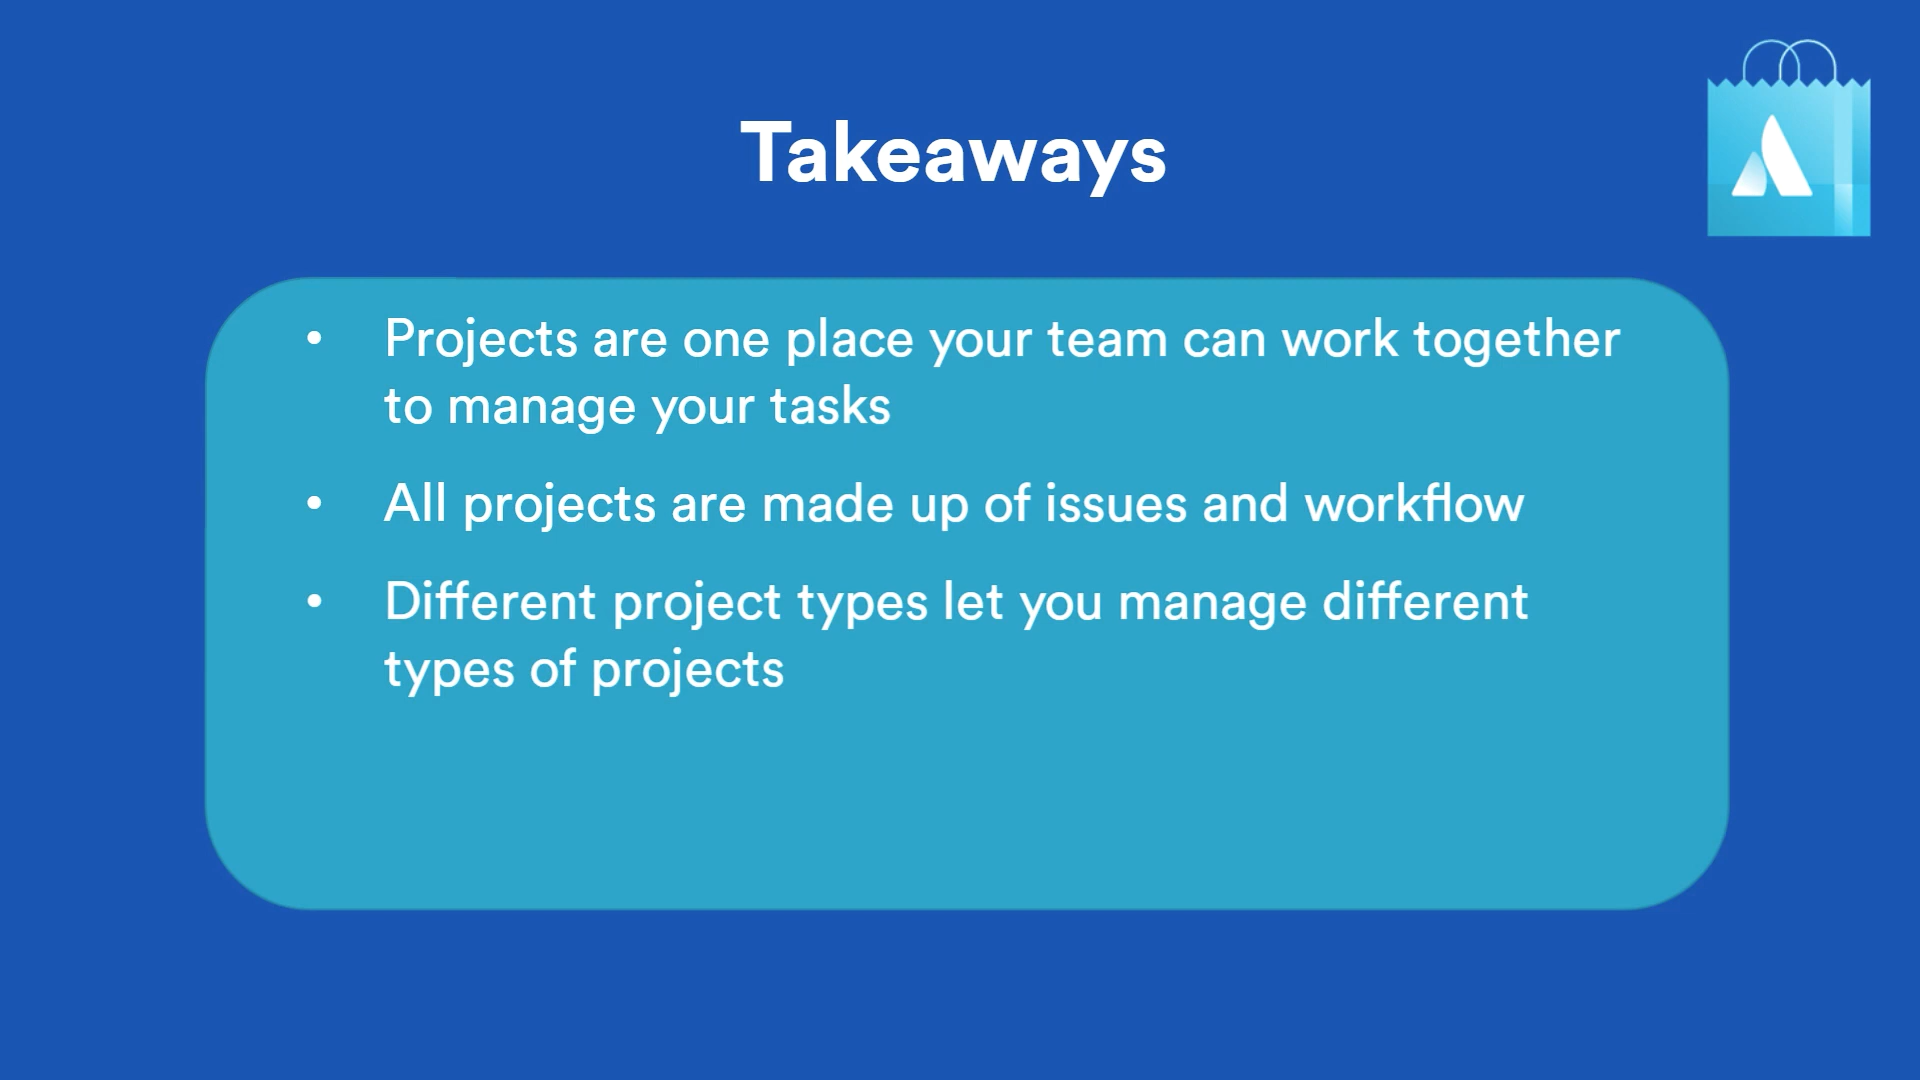 Takeaways
• Projects are one place your team can work together
to manage your tasks
• All projects are made up of issues and workflow
• Different project types let you manage different
types of projects